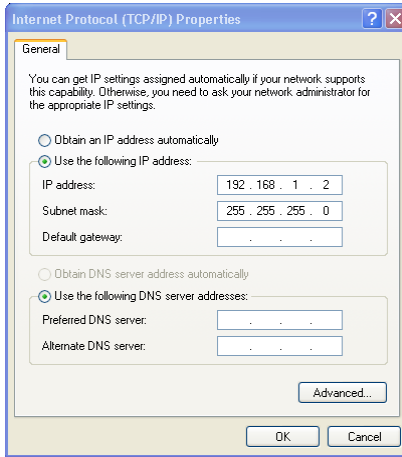 Internet Protocol (TCP/IP) Properties
General
You can get IP settings assigned automatically if your network supports
this capability. Otherwise, you need to ask your network administrator for
the appropriate IP settings.
Obtain an IP address automatically
Use the following IP address:
IP address: 192 . 168 . 1 . 2
Subnet mask: 255 . 255 . 255 . 0
Default gateway: . . .
Obtain DNS server address automatically
Use the following DNS server addresses:
Preferred DNS server: . . .
Alternate DNS server: . . .
Advanced...
OK Cancel